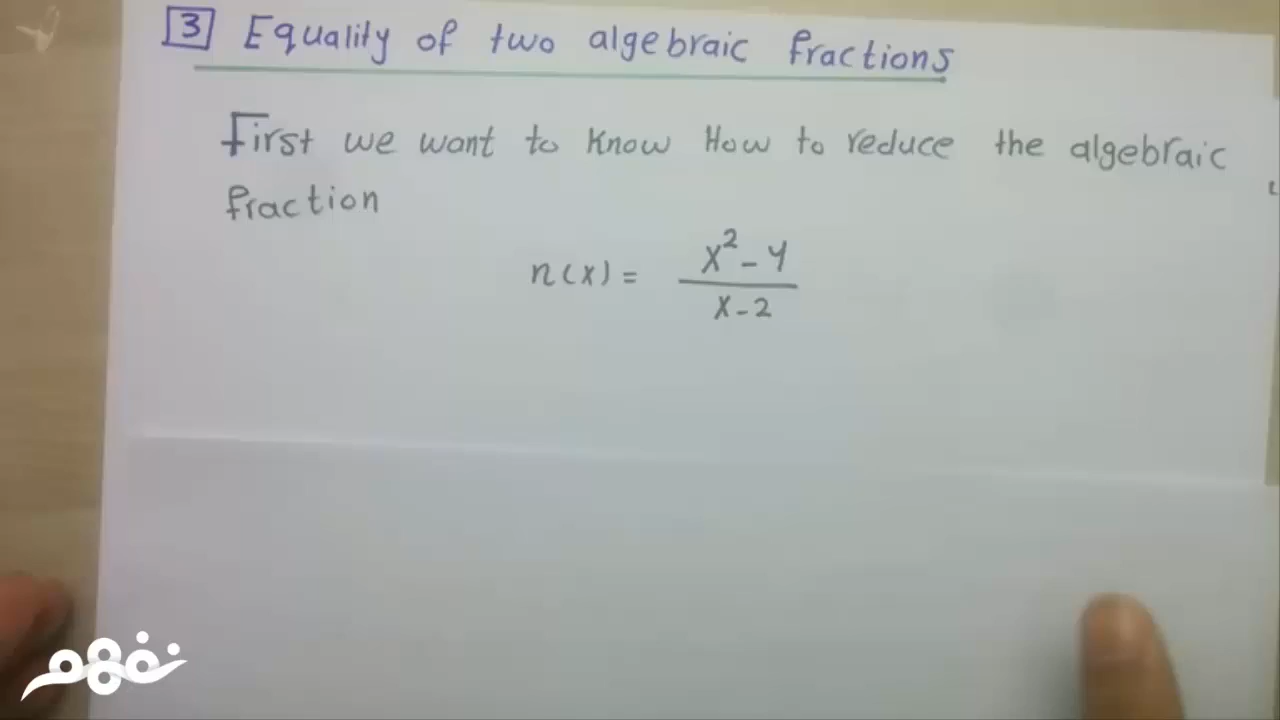 3 Equality of two algebraic fractions
First we want to know How to reduce the algebraic
fraction
n(x) = x² - 4 / x - 2
نفهم